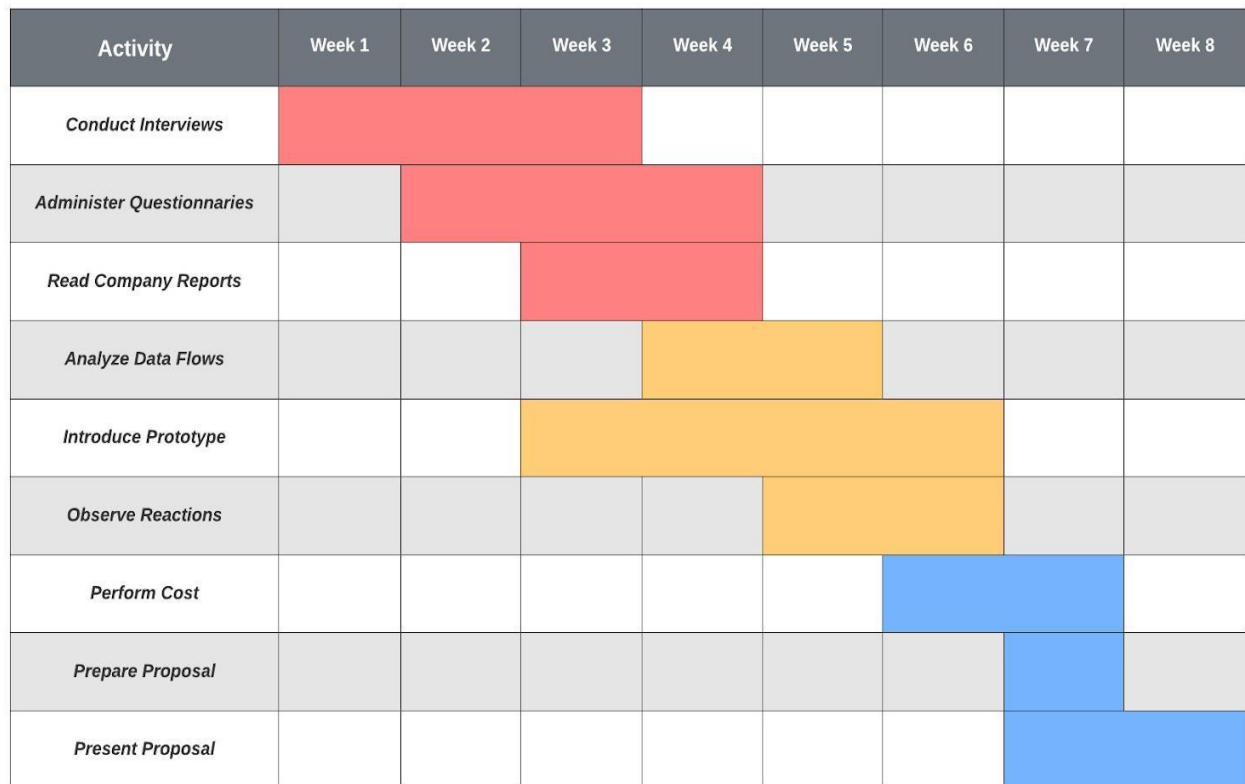 Activity Week 1 Week 2 Week 3 Week 4 Week 5 Week 6 Week 7 Week 8
Conduct Interviews
Administer Questionnaries
Read Company Reports
Analyze Data Flows
Introduce Prototype
Observe Reactions
Perform Cost
Prepare Proposal
Present Proposal